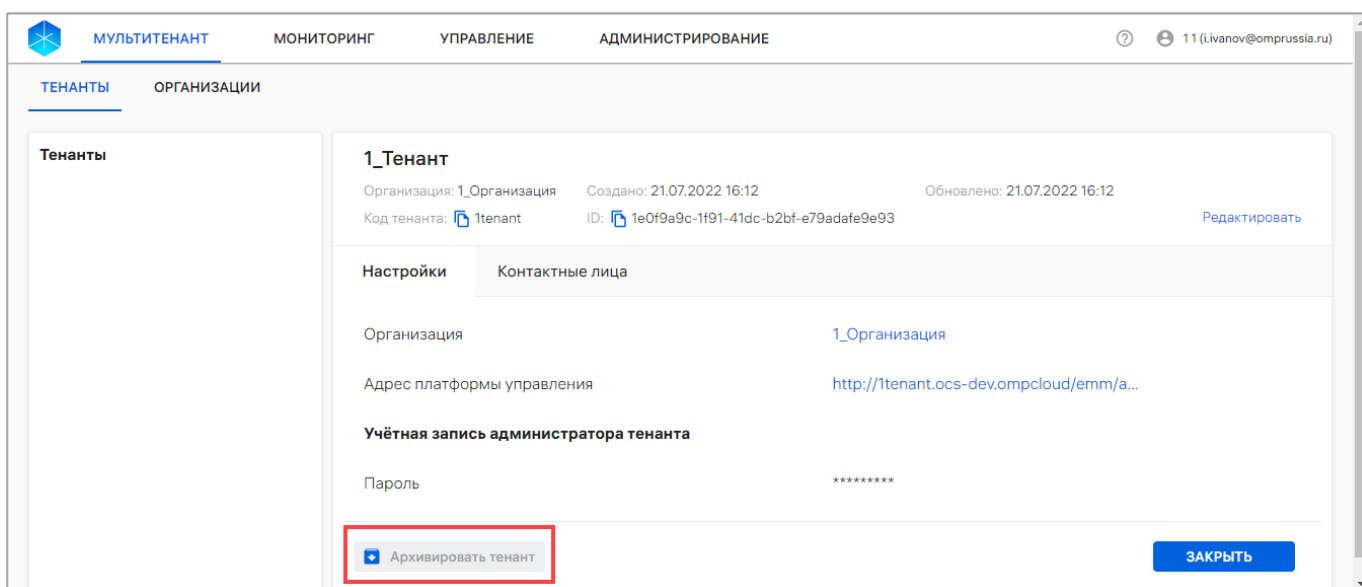 МУЛЬТИТЕНАНТ МОНИТОРИНГ УПРАВЛЕНИЕ АДМИНИСТРИРОВАНИЕ 11 (i.ivanov@omprussia.ru)
ТЕНАНТЫ ОРГАНИЗАЦИИ
Тенанты
1_Тенант
Организация: 1_Организация Создано: 21.07.2022 16:12 Обновлено: 21.07.2022 16:12
Код тенанта: 1tenant ID: 1e0f9a9c-1f91-41dc-b2bf-e79adafe9e93 Редактировать
Настройки Контактные лица
Организация 1_Организация
Адрес платформы управления http://1tenant.ocs-dev.ompcloud/emm/a...
Учётная запись администратора тенанта
Пароль *********
Архивировать тенант ЗАКРЫТЬ